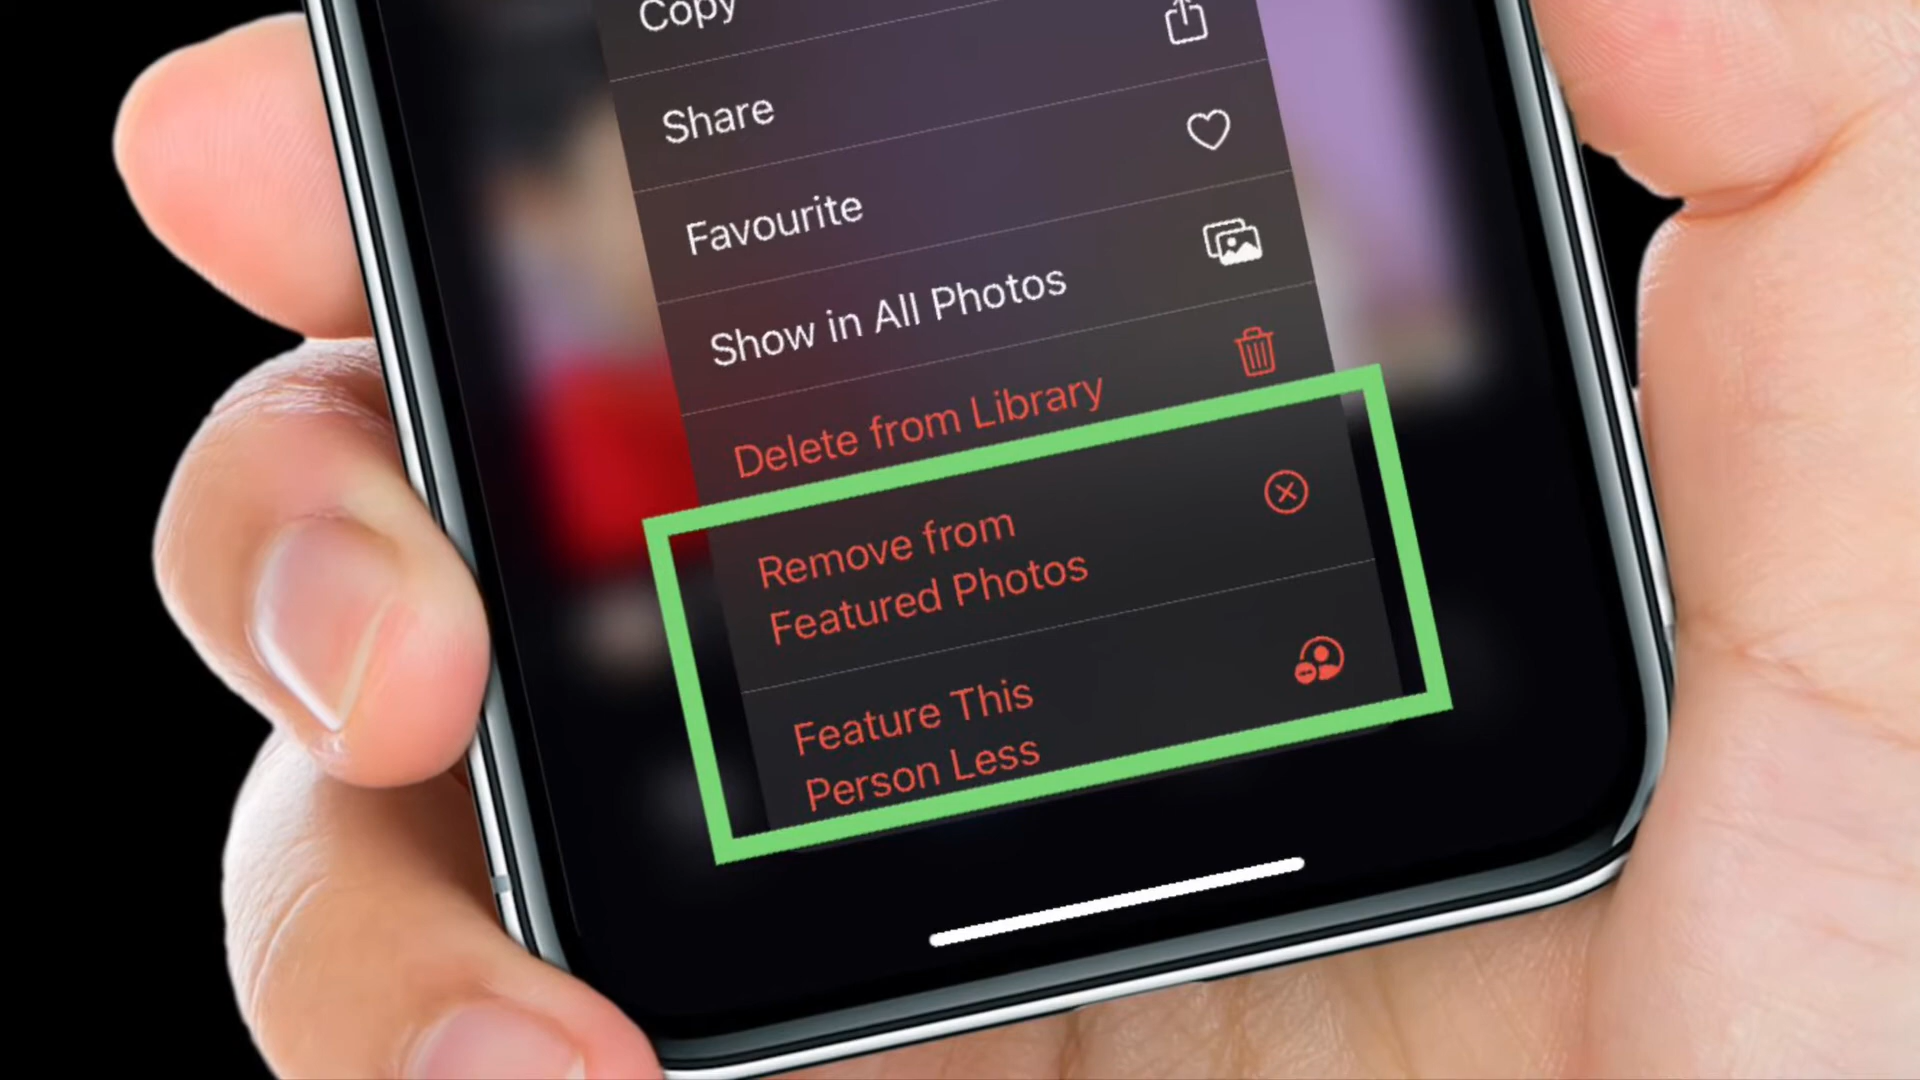 Copy
Share
Favourite
Show in All Photos
Delete from Library
Remove from
Featured Photos
Feature This
Person Less